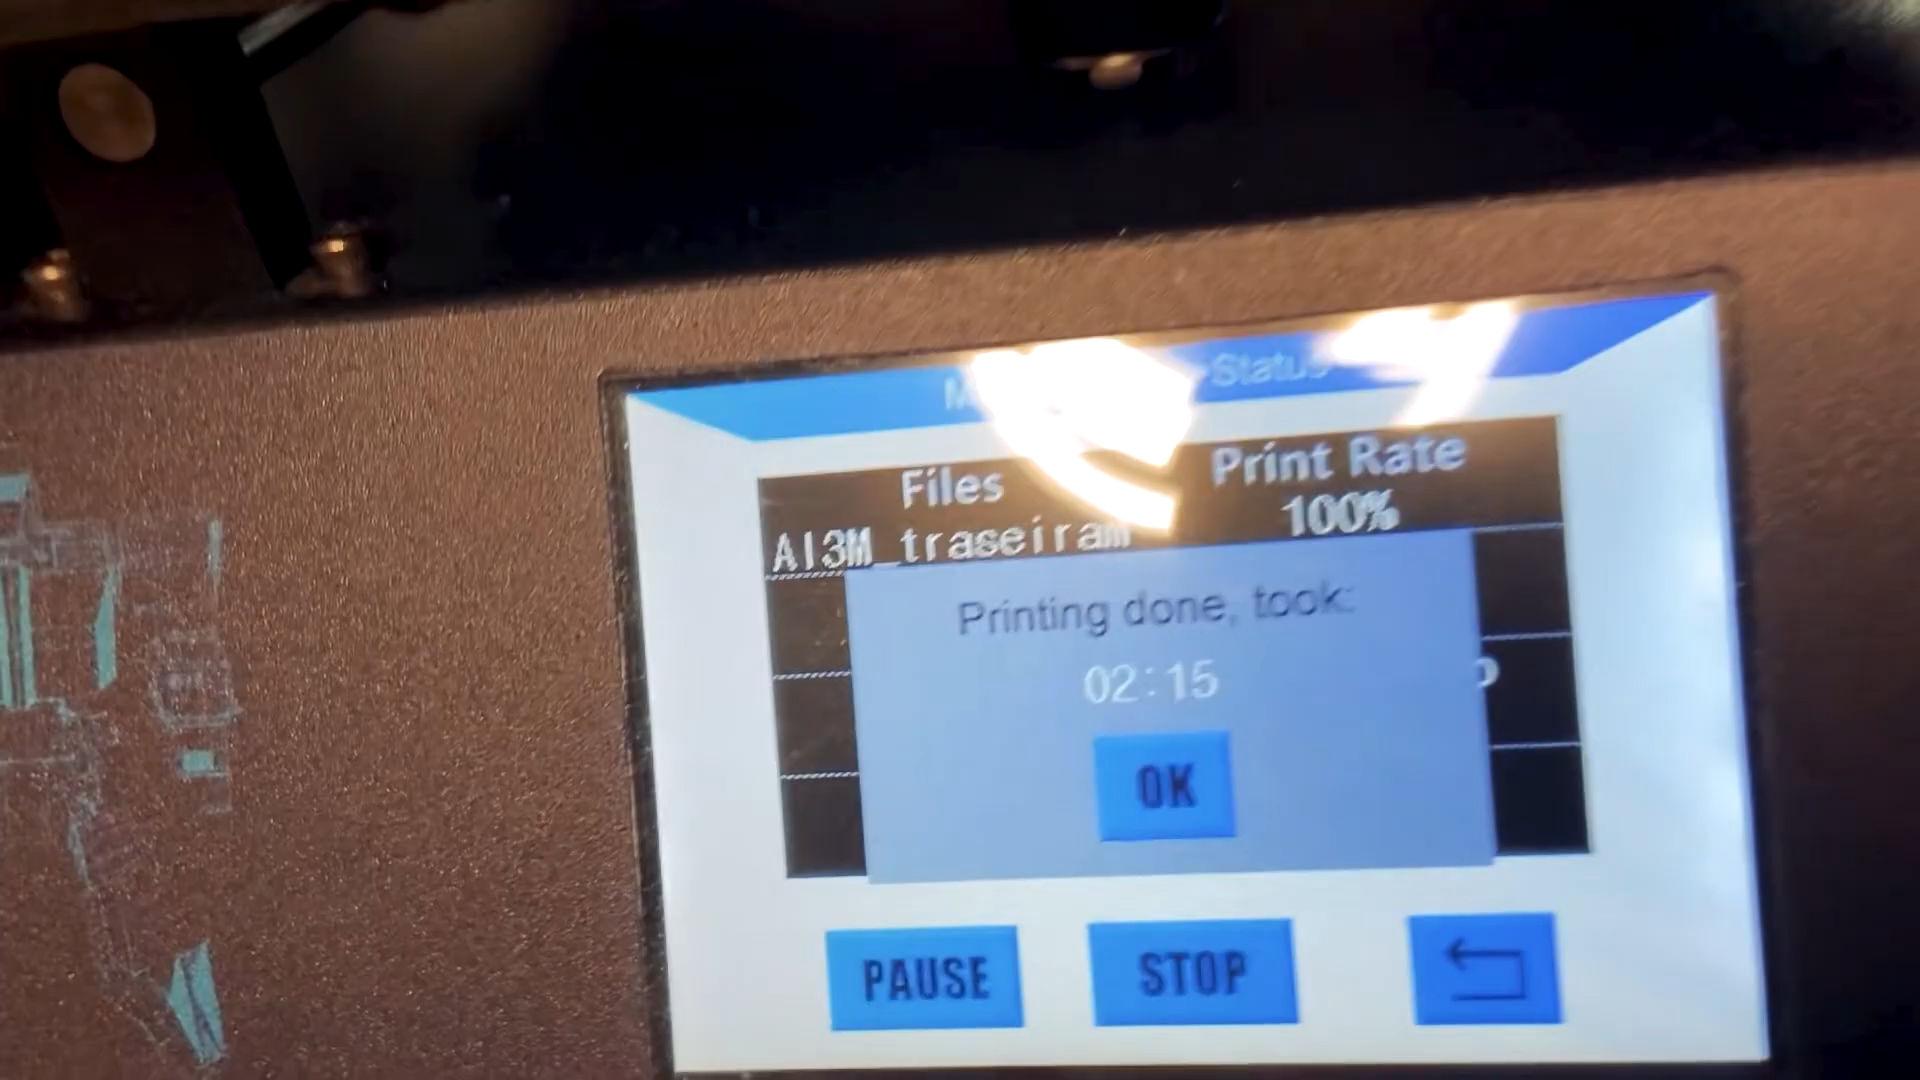 Status
Files
Print Rate
AI3M_traseiram
100%
Printing done, took:
02:15
OK
PAUSE
STOP